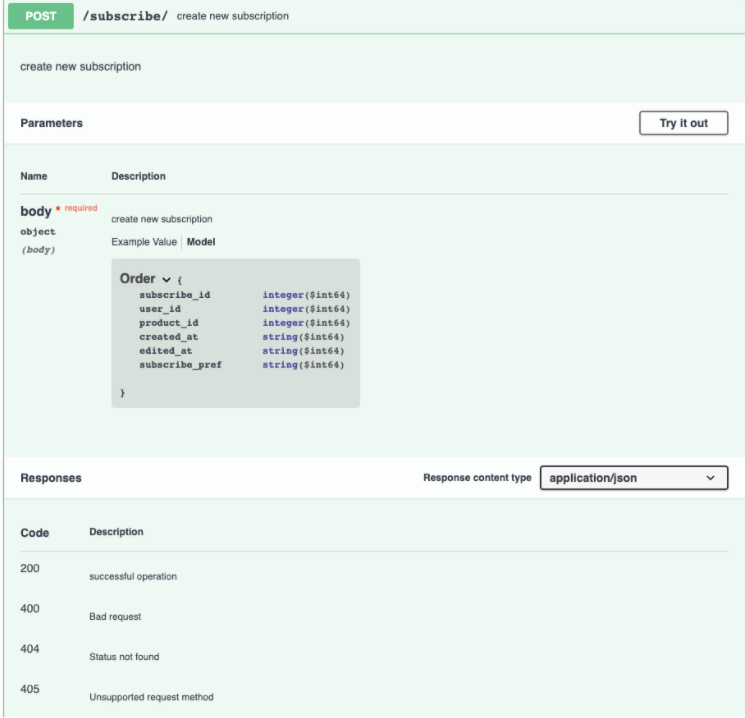 POST /subscribe/ create new subscription
create new subscription
Parameters
Try it out
Name Description
body * required
object
(body)
create new subscription
Example Value Model
Order {
subscribe_id integer($int64)
user_id integer($int64)
product_id integer($int64)
created_at string($int64)
edited_at string($int64)
subscribe_pref string($int64)
}
Responses
Response content type application/json
Code Description
200 successful operation
400 Bad request
404 Status not found
405 Unsupported request method